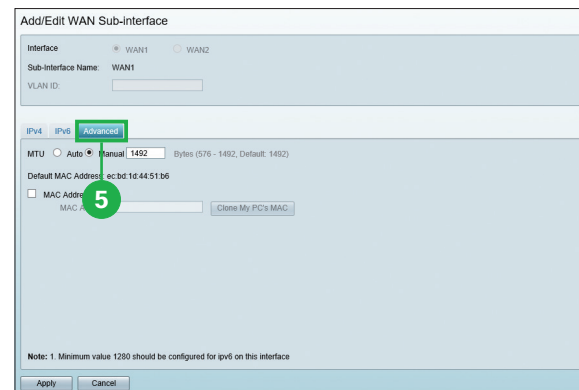 Add/Edit WAN Sub-interface
Interface WAN1 WAN2
Sub-Interface Name: WAN1
VLAN ID:
IPv4 IPv6 Advanced
MTU Auto Manual 1492 Bytes (576 - 1492, Default: 1492)
Default MAC Address: ec:bd:1d:44:51:b6
MAC
5
MAC Clone My PC's MAC
Note: 1. Minimum value 1280 should be configured for ipv6 on this interface
Apply Cancel